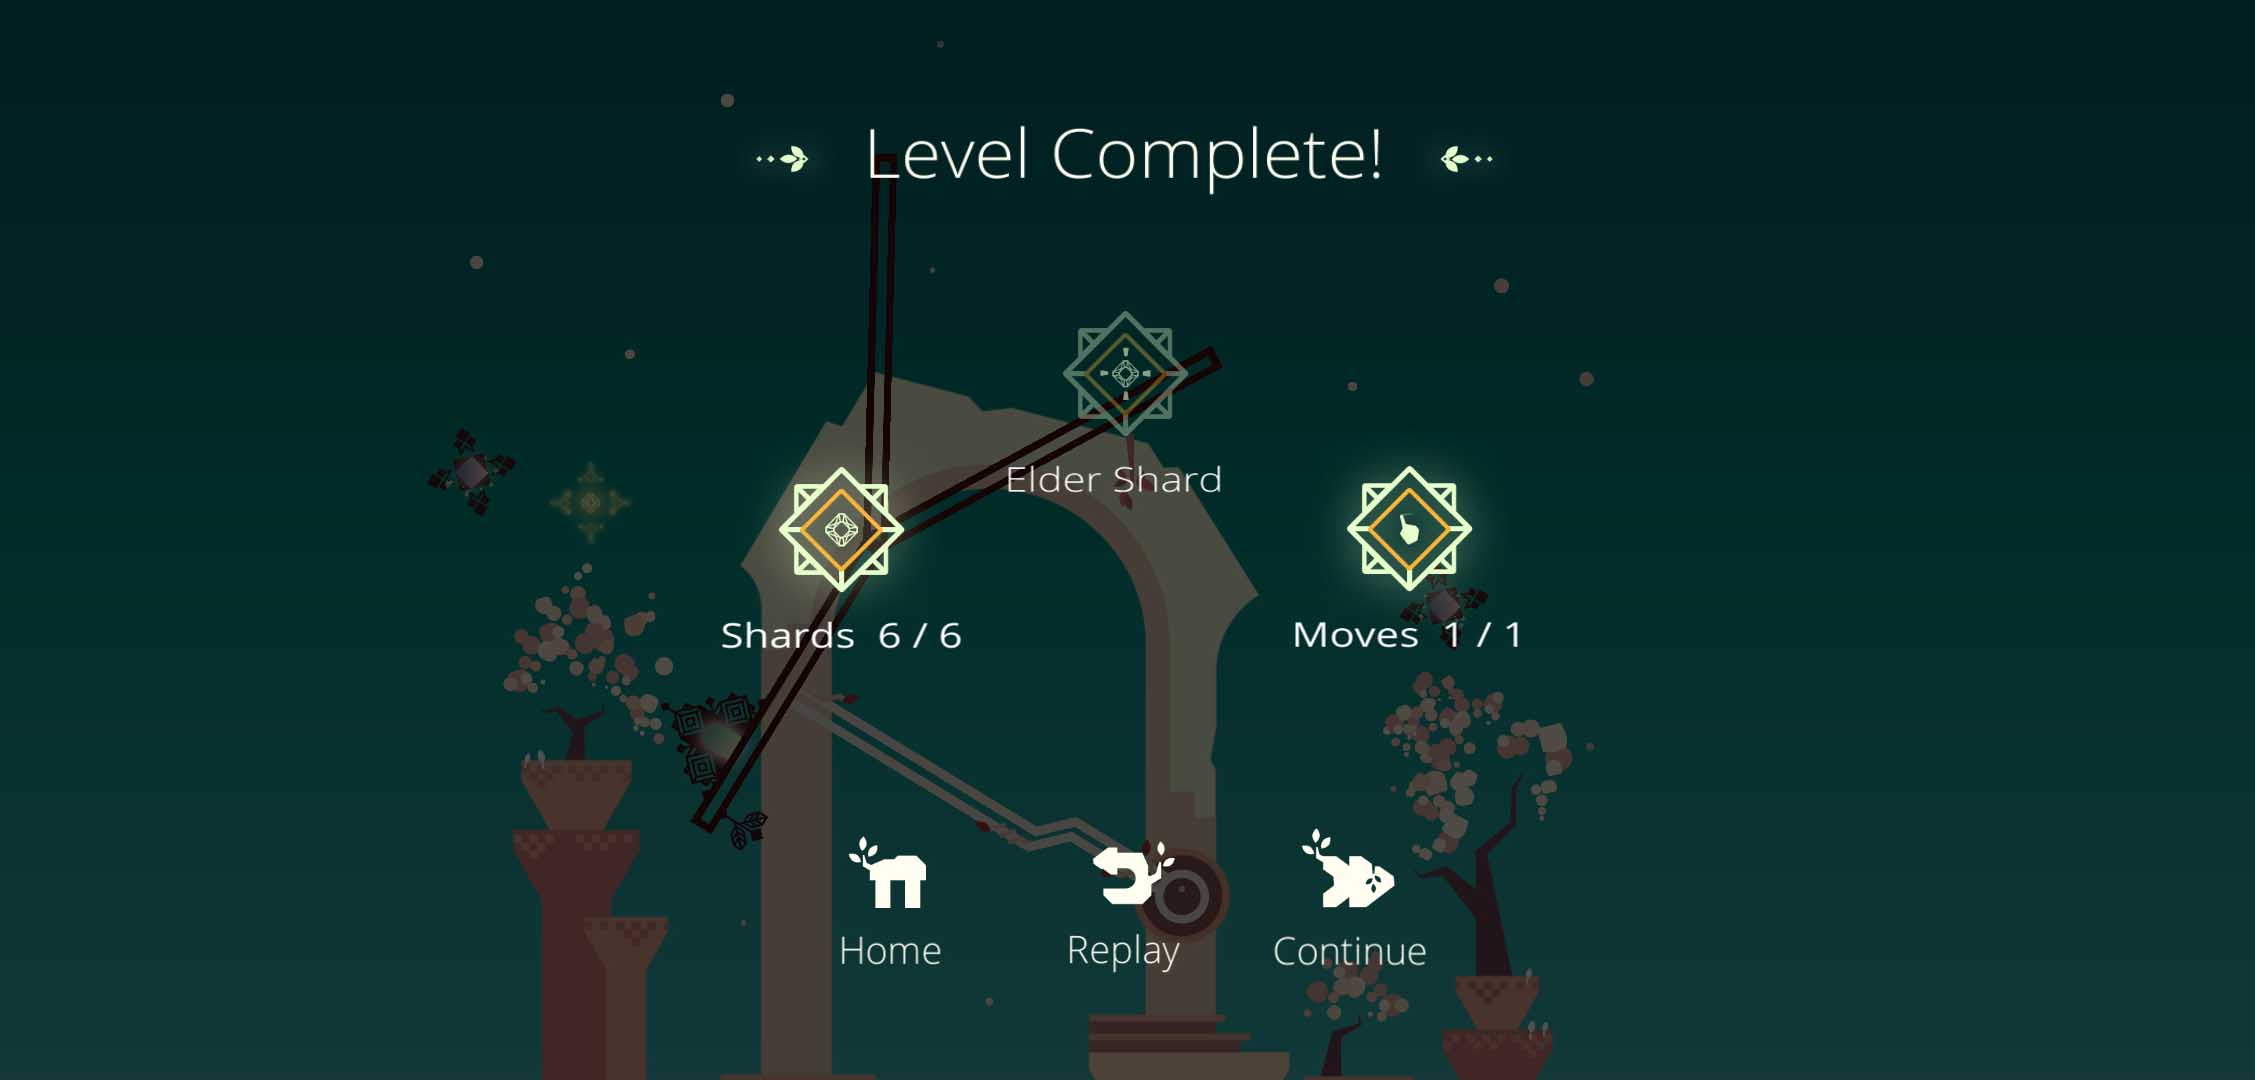 Level Complete!
Elder Shard
Shards 6 / 6
Moves 1 / 1
Home
Replay
Continue